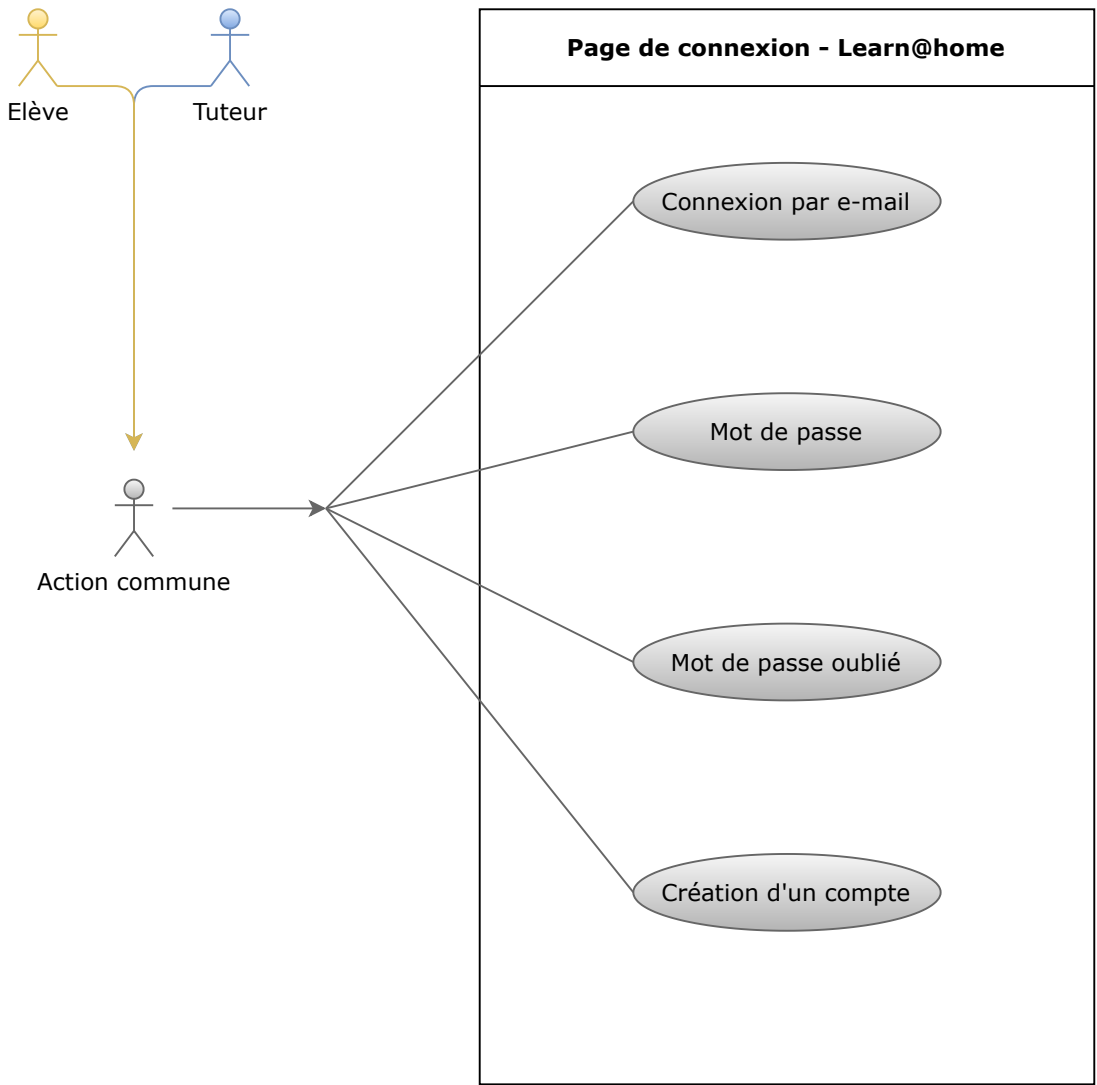 Page de connexion - Learn@home
Elève
Tuteur
Connexion par e-mail
Mot de passe
Action commune
Mot de passe oublié
Création d'un compte